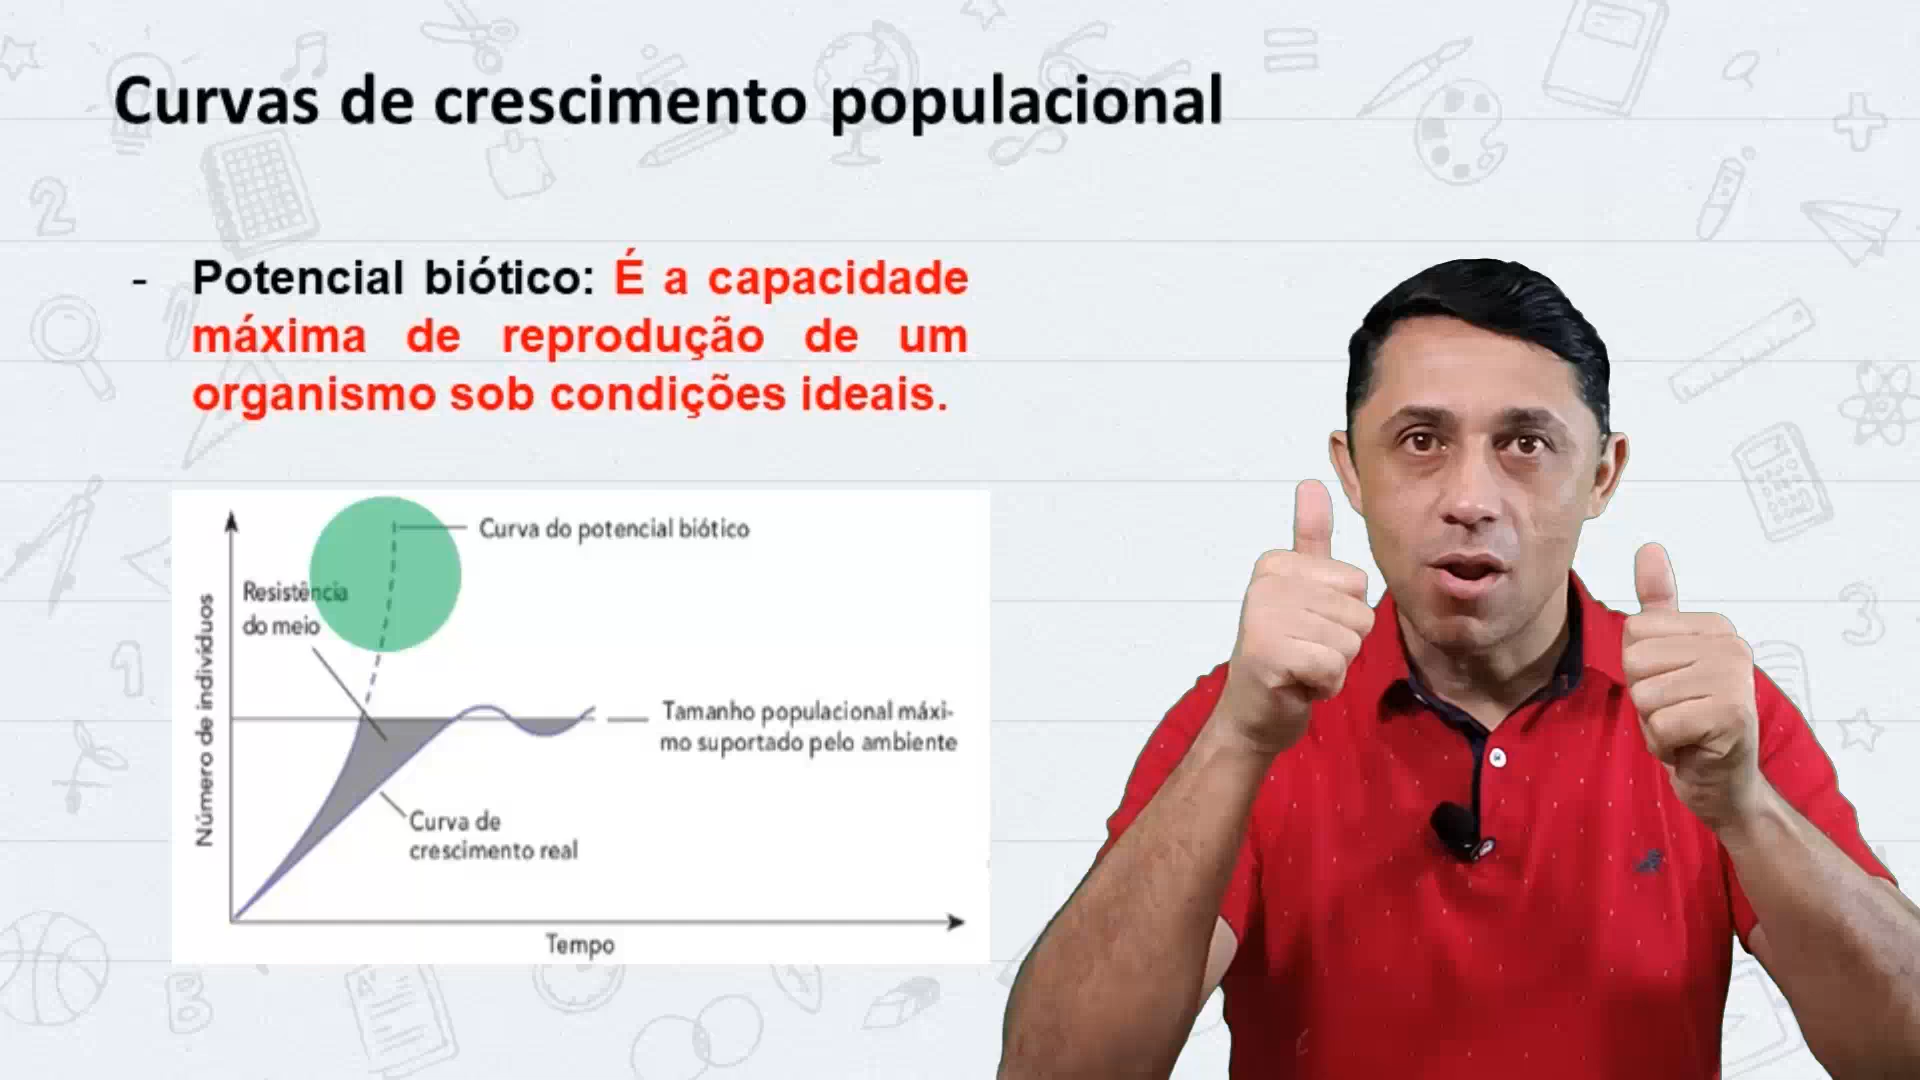 Curvas de crescimento populacional
- Potencial biótico: É a capacidade
máxima de reprodução de um
organismo sob condições ideais.
Curva do potencial biótico
Resistência
do meio
Número de indivíduos
Tamanho populacional máxi-
mo suportado pelo ambiente
Curva de
crescimento real
Tempo